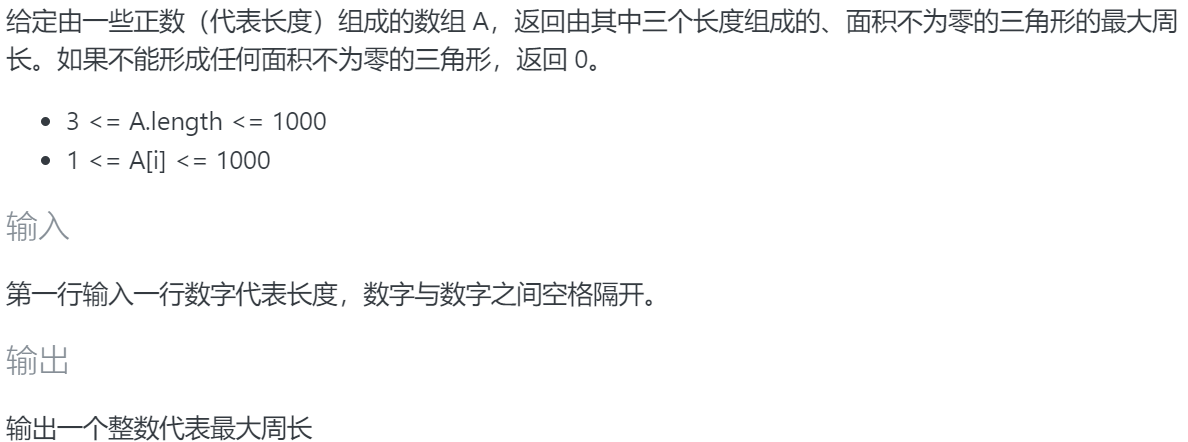 给定由一些正数（代表长度）组成的数组 A，返回由其中三个长度组成的、面积不为零的三角形的最大周
长。如果不能形成任何面积不为零的三角形，返回 0。
• 3 <= A.length <= 1000
• 1 <= A[i] <= 1000
输入
第一行输入一行数字代表长度，数字与数字之间空格隔开。
输出
输出一个整数代表最大周长